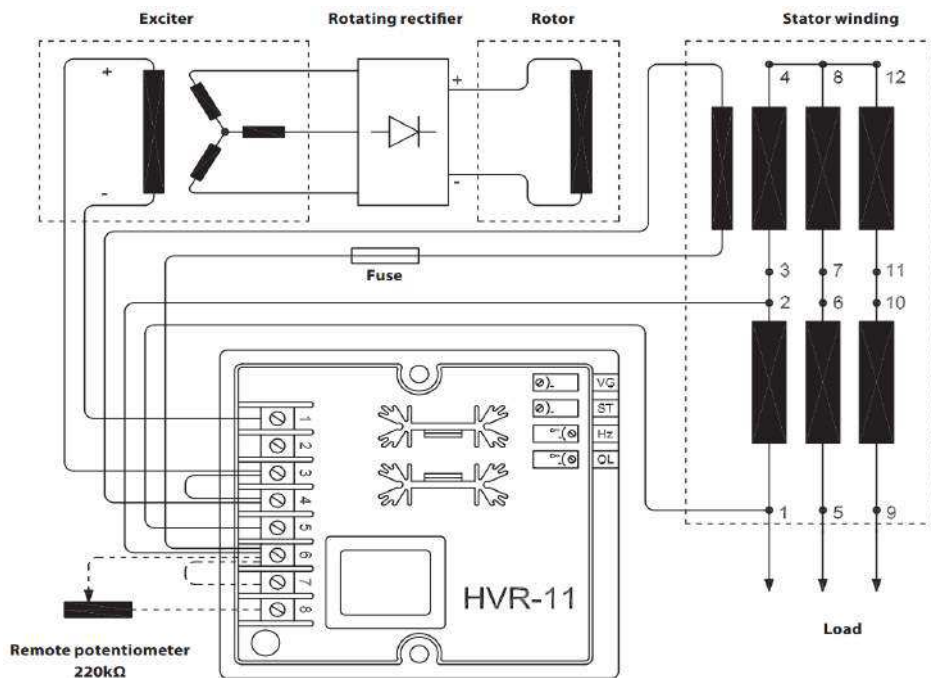 Exciter
Rotating rectifier
Rotor
Stator winding
+
-
+
-
4 8 12
3 7 11
2 6 10
1 5 9
Fuse
VG
ST
Hz
OL
1
2
3
4
5
6
7
8
HVR-11
Load
Remote potentiometer
220kΩ